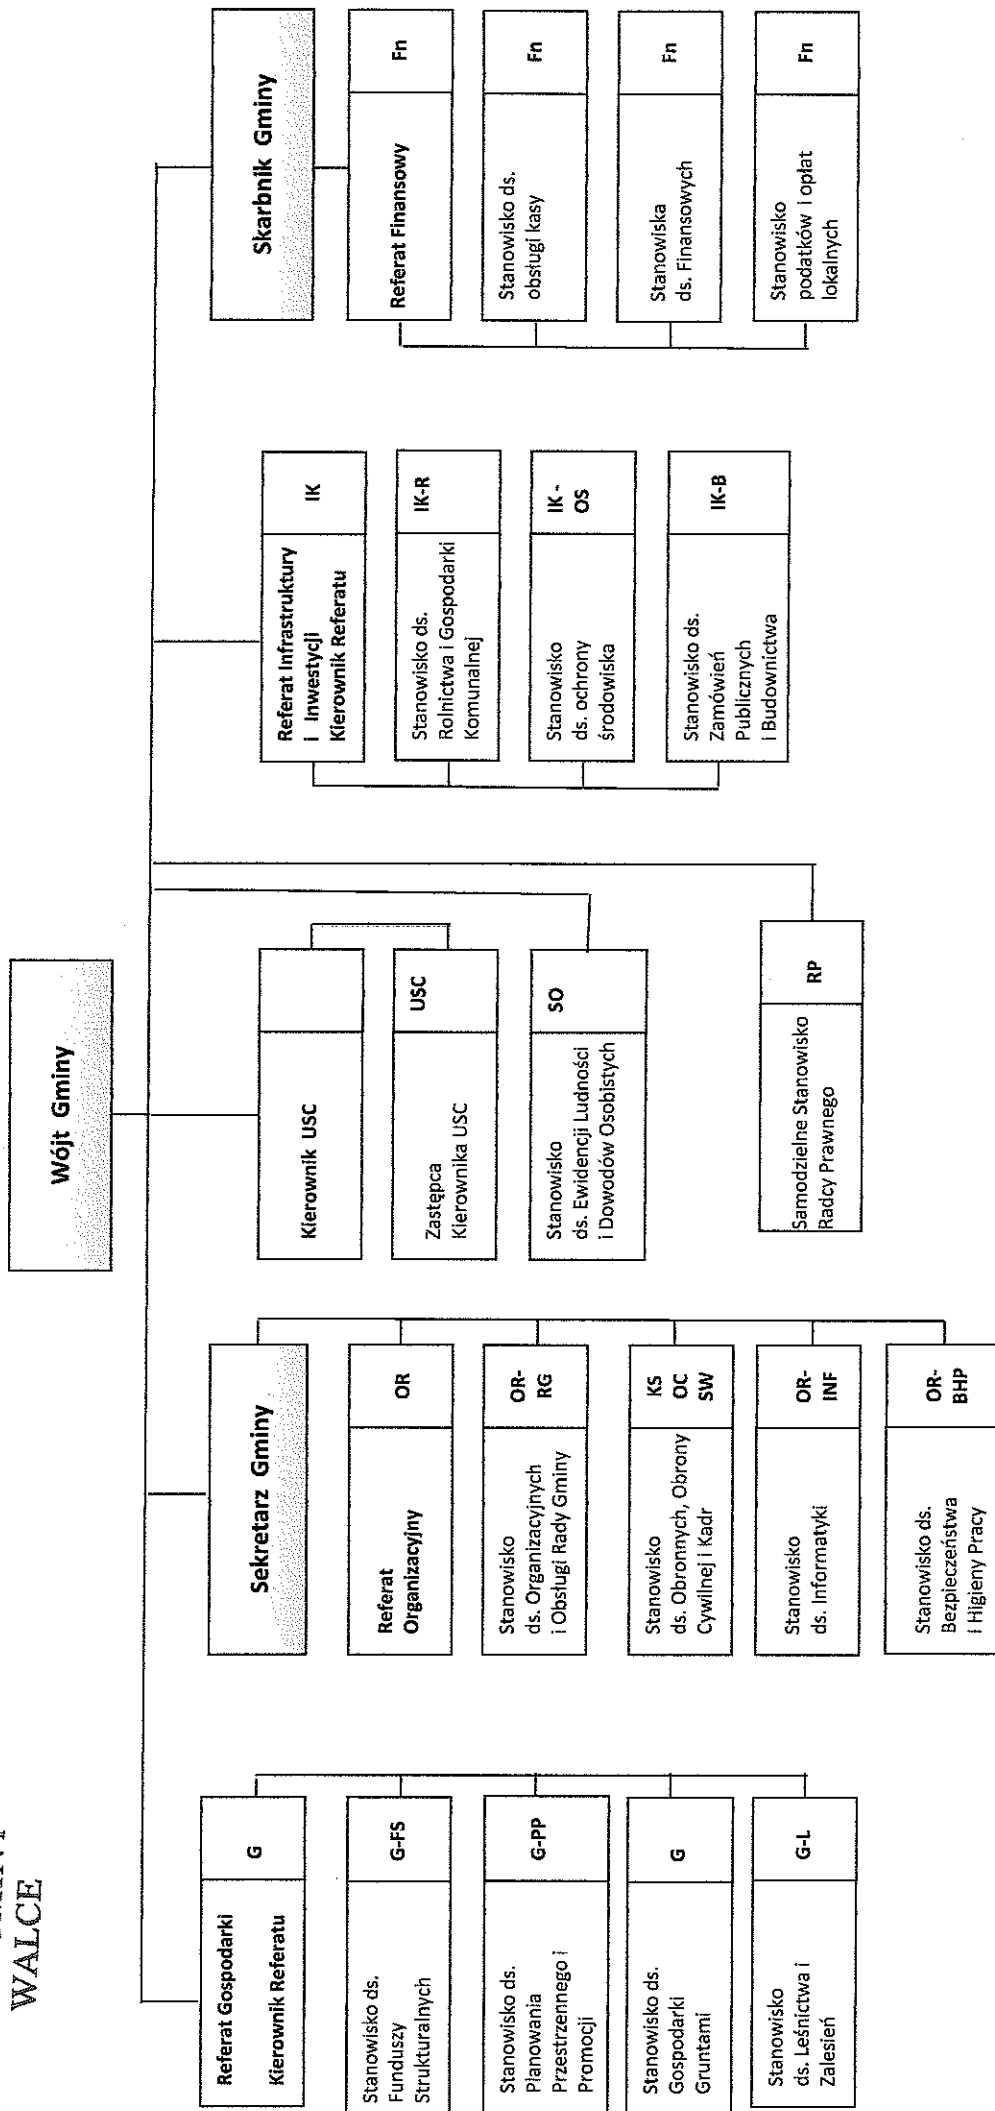 WALCE
Wójt Gminy
Referat Gospodarki
Kierownik Referatu
G
Stanowisko ds.
Funduszy
Strukturalnych
G-FS
Stanowisko ds.
Planowania
Przestrzennego i
Promocji
G-PP
Stanowisko ds.
Gospodarki
Gruntami
G
Stanowisko
ds. Leśnictwa i
Zalesień
G-L
Sekretarz Gminy
Referat
Organizacyjny
OR
Stanowisko
ds. Organizacyjnych
i Obsługi Rady Gminy
OR-
RG
Stanowisko
ds. Obronnych, Obrony
Cywilnej i Kadr
KS
OC
SW
Stanowisko
ds. Informatyki
OR-
INF
Stanowisko ds.
Bezpieczeństwa
i Higieny Pracy
OR-
BHP
Kierownik USC
Zastępca
Kierownika USC
USC
Stanowisko
ds. Ewidencji Ludności
i Dowodów Osobistych
SO
Samodzielne Stanowisko
Radcy Prawnego
RP
Referat Infrastruktury
i Inwestycji
Kierownik Referatu
IK
Stanowisko ds.
Rolnictwa i Gospodarki
Komunalnej
IK-R
Stanowisko
ds. ochrony
środowiska
IK -
OS
Stanowisko ds.
Zamówień
Publicznych
i Budownictwa
IK-B
Skarbnik Gminy
Referat Finansowy
Fn
Stanowisko ds.
obsługi kasy
Fn
Stanowiska
ds. Finansowych
Fn
Stanowisko
podatków i opłat
lokalnych
Fn